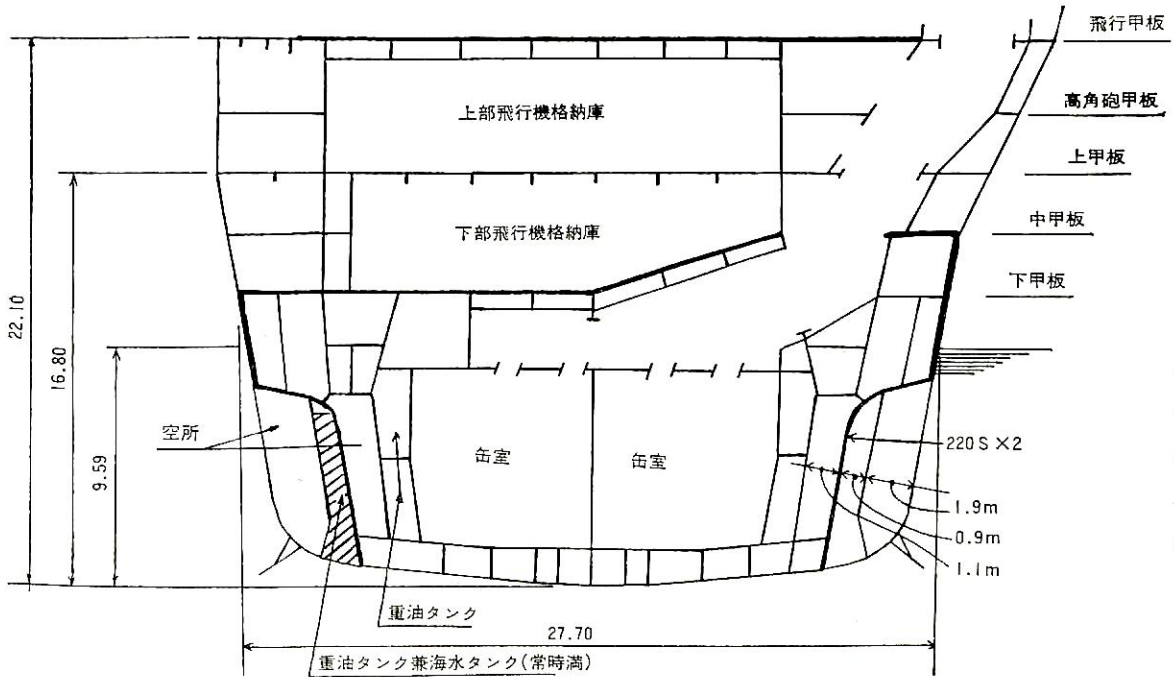 飛行甲板
高角砲甲板
上部飛行機格納庫
上甲板
中甲板
下部飛行機格納庫
下甲板
22.10
16.80
9.59
空所
缶室
缶室
220S×2
1.9m
0.9m
1.1m
重油タンク
27.70
重油タンク兼海水タンク(常時満)